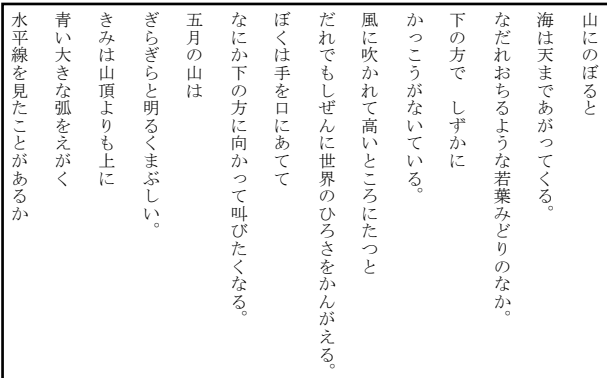 山にのぼると
海は天まであがってくる。
なだれおちるような若葉みどりのなか。
下の方で　しずかに
かっこうがないている。
風に吹かれて高いところにたつと
だれでもしぜんに世界のひろさをかんがえる。
ぼくは手を口にあてて
なにか下の方に向かって叫びたくなる。
五月の山は
ぎらぎらと明るくまぶしい。
きみは山頂よりも上に
青い大きな弧をえがく
水平線を見たことがあるか